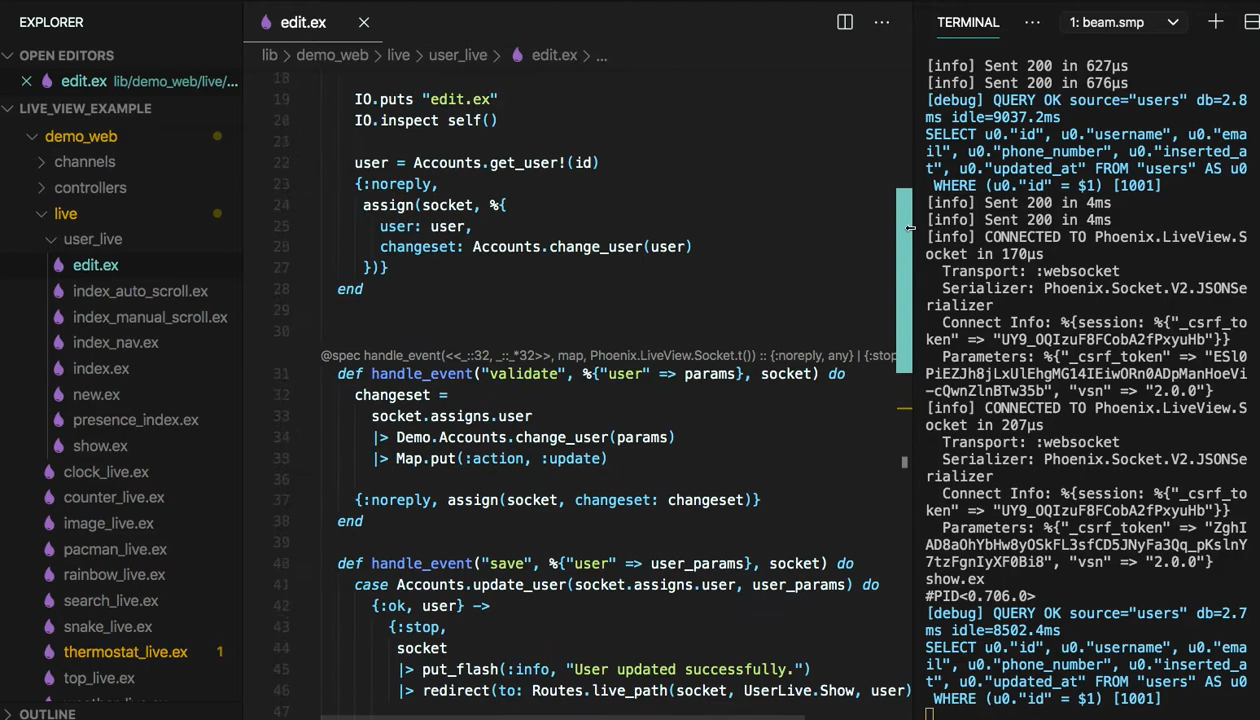 EXPLORER
OPEN EDITORS
edit.ex lib/demo_web/live/...
LIVE_VIEW_EXAMPLE
demo_web
channels
controllers
live
user_live
edit.ex
index_auto_scroll.ex
index_manual_scroll.ex
index_nav.ex
index.ex
new.ex
presence_index.ex
show.ex
clock_live.ex
counter_live.ex
image_live.ex
pacman_live.ex
rainbow_live.ex
search_live.ex
snake_live.ex
thermostat_live.ex 1
top_live.ex
OUTLINE
edit.ex
lib > demo_web > live > user_live > edit.ex > ...
18
19 IO.puts "edit.ex"
20 IO.inspect self()
21
22 user = Accounts.get_user!(id)
23 {:noreply,
24 assign(socket, %{
25 user: user,
26 changeset: Accounts.change_user(user)
27 })}
28 end
29
30
@spec handle_event(<<_::32, _::_*32>>, map, Phoenix.LiveView.Socket.t()) :: {:noreply, any} | {:stop,
31 def handle_event("validate", %{"user" => params}, socket) do
32 changeset =
33 socket.assigns.user
34 |> Demo.Accounts.change_user(params)
35 |> Map.put(:action, :update)
36
37 {:noreply, assign(socket, changeset: changeset)}
38 end
39
40 def handle_event("save", %{"user" => user_params}, socket) do
41 case Accounts.update_user(socket.assigns.user, user_params) do
42 {:ok, user} ->
43 {:stop,
44 socket
45 |> put_flash(:info, "User updated successfully.")
46 |> redirect(to: Routes.live_path(socket, UserLive.Show, user)
47
TERMINAL ... 1: beam.smp
[info] Sent 200 in 627µs
[info] Sent 200 in 676µs
[debug] QUERY OK source="users" db=2.8
ms idle=9037.2ms
SELECT u0."id", u0."username", u0."ema
il", u0."phone_number", u0."inserted_a
t", u0."updated_at" FROM "users" AS u0
WHERE (u0."id" = $1) [1001]
[info] Sent 200 in 4ms
[info] Sent 200 in 4ms
[info] CONNECTED TO Phoenix.LiveView.S
ocket in 170µs
Transport: :websocket
Serializer: Phoenix.Socket.V2.JSONSe
rializer
Connect Info: %{session: %{"_csrf_to
ken" => "UY9_OQIzuF8FCobA2fPxyuHb"}}
Parameters: %{"_csrf_token" => "ESl0
PiEZJh8jLxUlEhgMG14IEiwORn0ADpManHoeVi
-cQwnZlnBTw35b", "vsn" => "2.0.0"}
[info] CONNECTED TO Phoenix.LiveView.S
ocket in 207µs
Transport: :websocket
Serializer: Phoenix.Socket.V2.JSONSe
rializer
Connect Info: %{session: %{"_csrf_to
ken" => "UY9_OQIzuF8FCobA2fPxyuHb"}}
Parameters: %{"_csrf_token" => "ZghI
AD8aOhYbHw8yOSkFL3sfCD5JNyFa3Qq_pKslnY
7tzFgnIyXF0Bi8", "vsn" => "2.0.0"}
show.ex
#PID<0.706.0>
[debug] QUERY OK source="users" db=2.7
ms idle=8502.4ms
SELECT u0."id", u0."username", u0."ema
il", u0."phone_number", u0."inserted_a
t", u0."updated_at" FROM "users" AS u0
WHERE (u0."id" = $1) [1001]